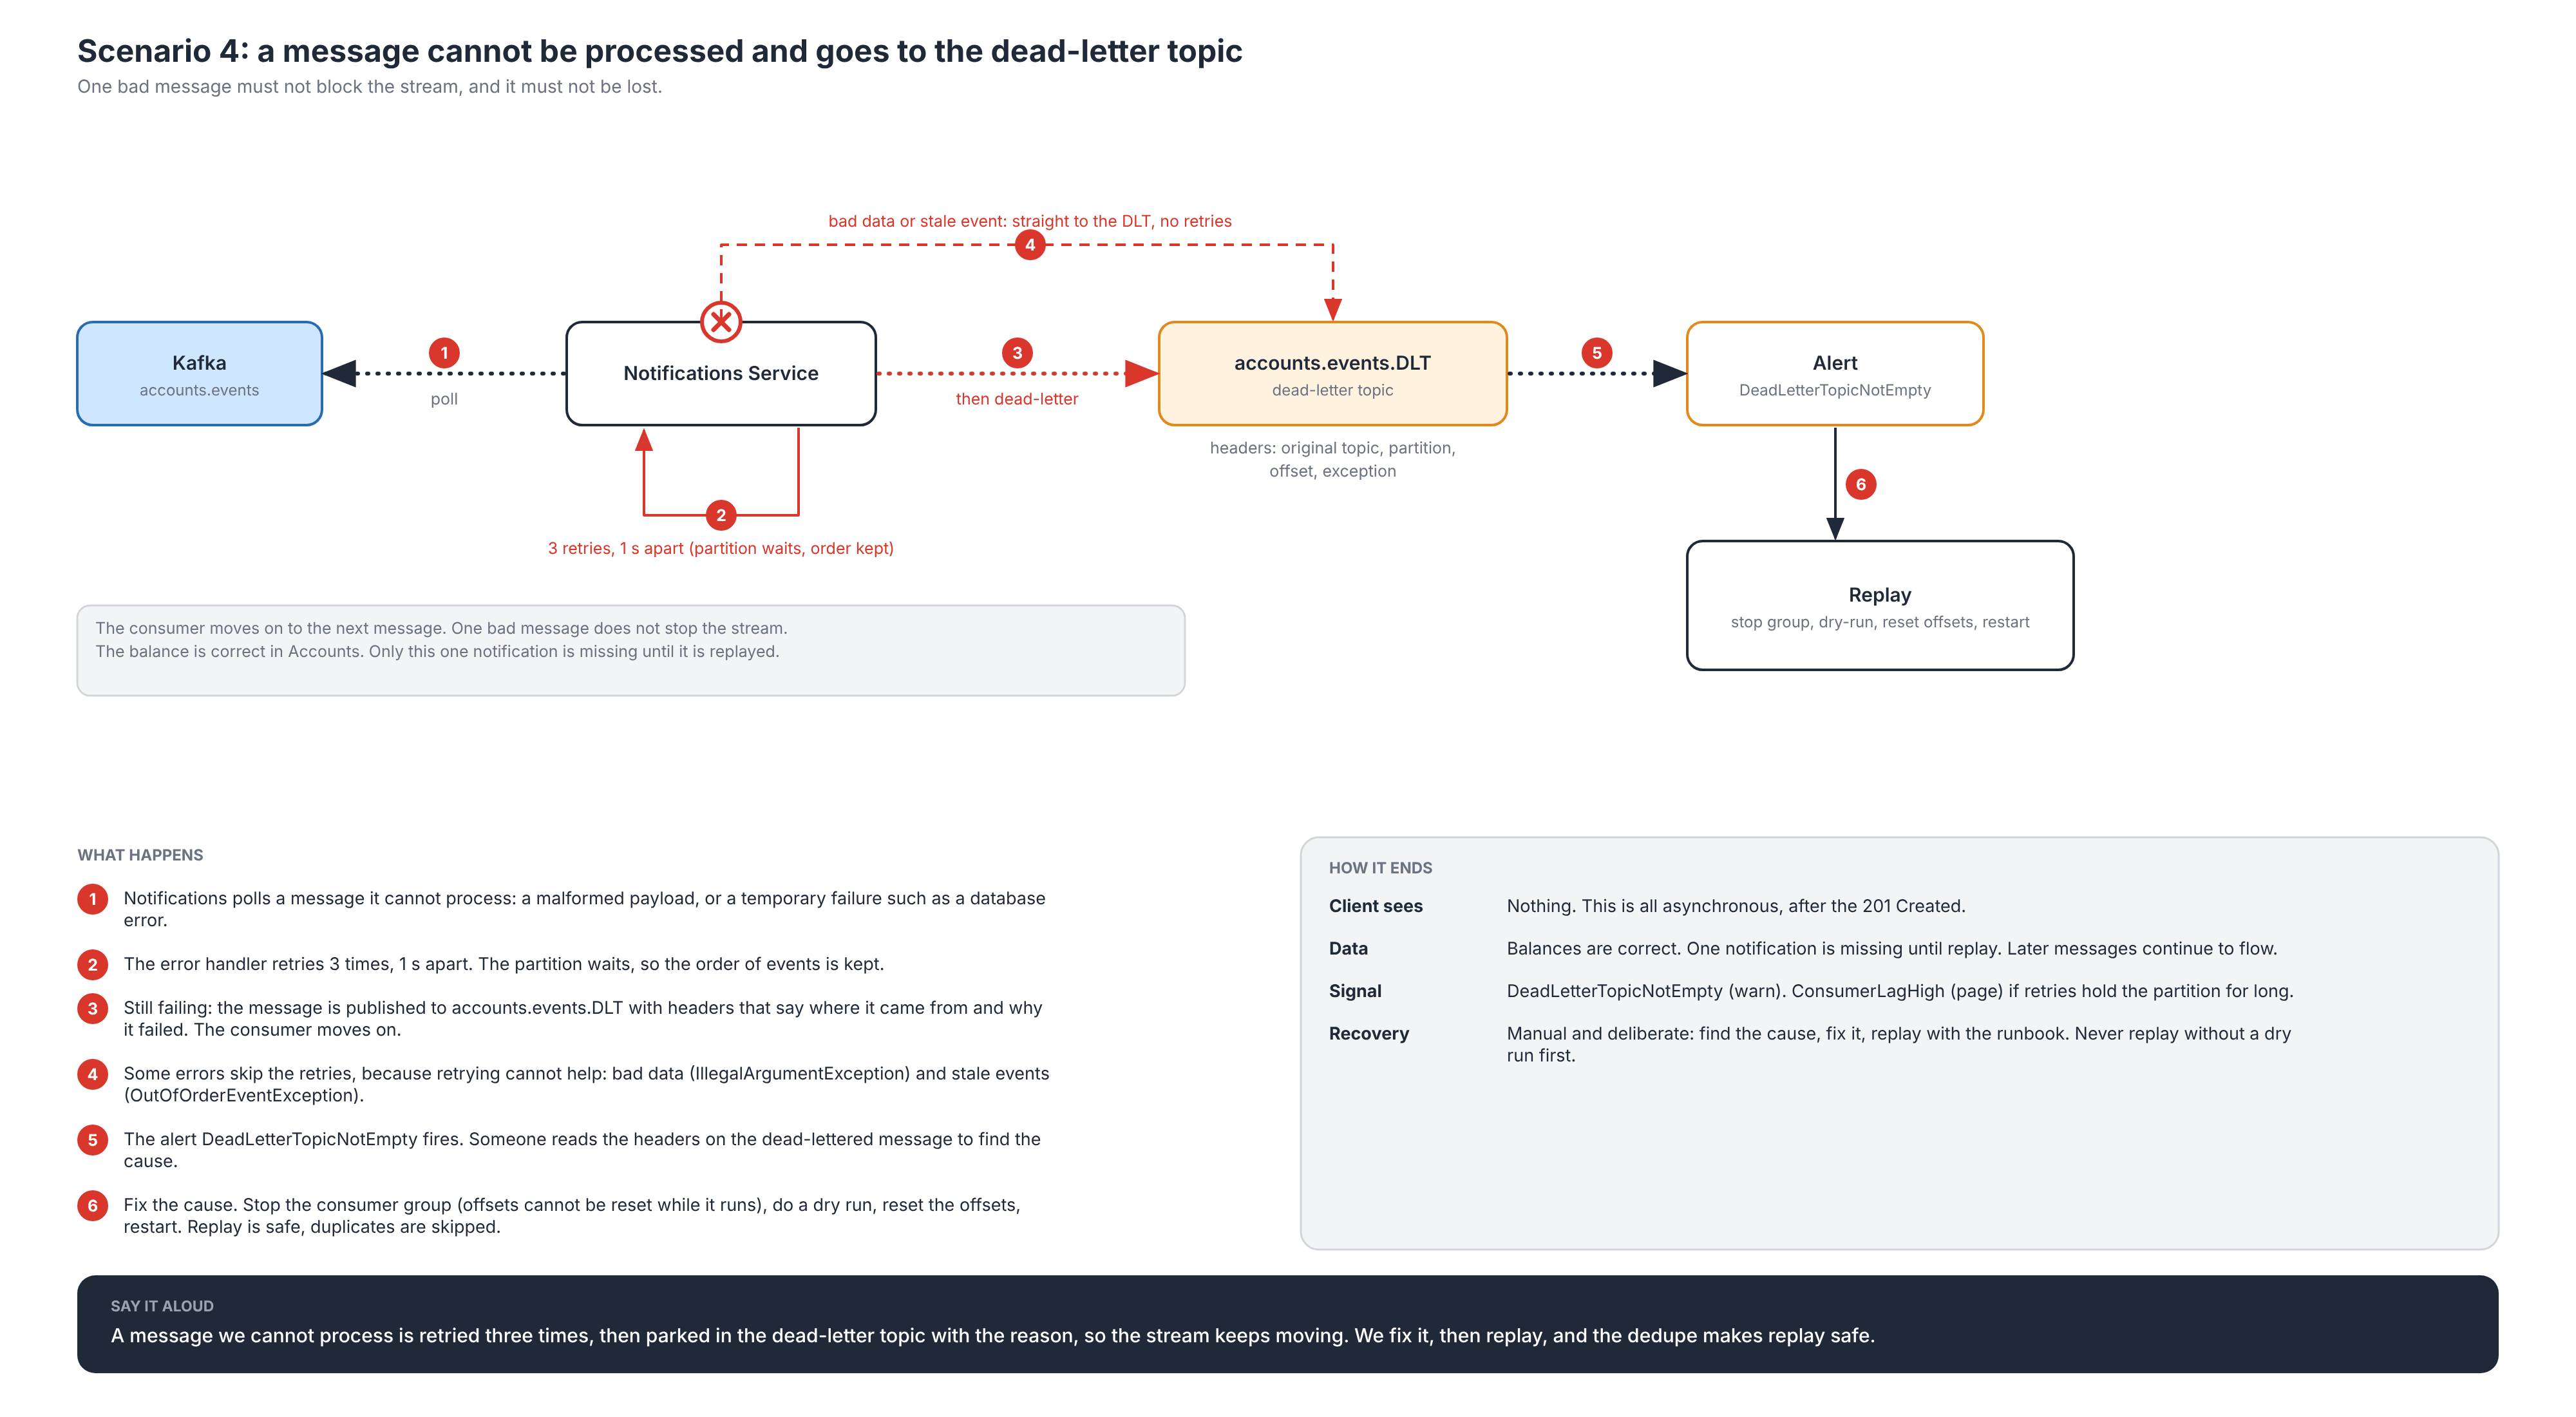 Scenario 4: a message cannot be processed and goes to the dead-letter topic
One bad message must not block the stream, and it must not be lost.
bad data or stale event: straight to the DLT, no retries
4
Kafka
accounts.events
1
poll
Notifications Service
3
then dead-letter
accounts.events.DLT
dead-letter topic
headers: original topic, partition,
offset, exception
5
Alert
DeadLetterTopicNotEmpty
2
3 retries, 1 s apart (partition waits, order kept)
6
Replay
stop group, dry-run, reset offsets, restart
The consumer moves on to the next message. One bad message does not stop the stream.
The balance is correct in Accounts. Only this one notification is missing until it is replayed.
WHAT HAPPENS
1 Notifications polls a message it cannot process: a malformed payload, or a temporary failure such as a database
error.
2 The error handler retries 3 times, 1 s apart. The partition waits, so the order of events is kept.
3 Still failing: the message is published to accounts.events.DLT with headers that say where it came from and why
it failed. The consumer moves on.
4 Some errors skip the retries, because retrying cannot help: bad data (IllegalArgumentException) and stale events
(OutOfOrderEventException).
5 The alert DeadLetterTopicNotEmpty fires. Someone reads the headers on the dead-lettered message to find the
cause.
6 Fix the cause. Stop the consumer group (offsets cannot be reset while it runs), do a dry run, reset the offsets,
restart. Replay is safe, duplicates are skipped.
HOW IT ENDS
Client sees Nothing. This is all asynchronous, after the 201 Created.
Data Balances are correct. One notification is missing until replay. Later messages continue to flow.
Signal DeadLetterTopicNotEmpty (warn). ConsumerLagHigh (page) if retries hold the partition for long.
Recovery Manual and deliberate: find the cause, fix it, replay with the runbook. Never replay without a dry
run first.
SAY IT ALOUD
A message we cannot process is retried three times, then parked in the dead-letter topic with the reason, so the stream keeps moving. We fix it, then replay, and the dedupe makes replay safe.